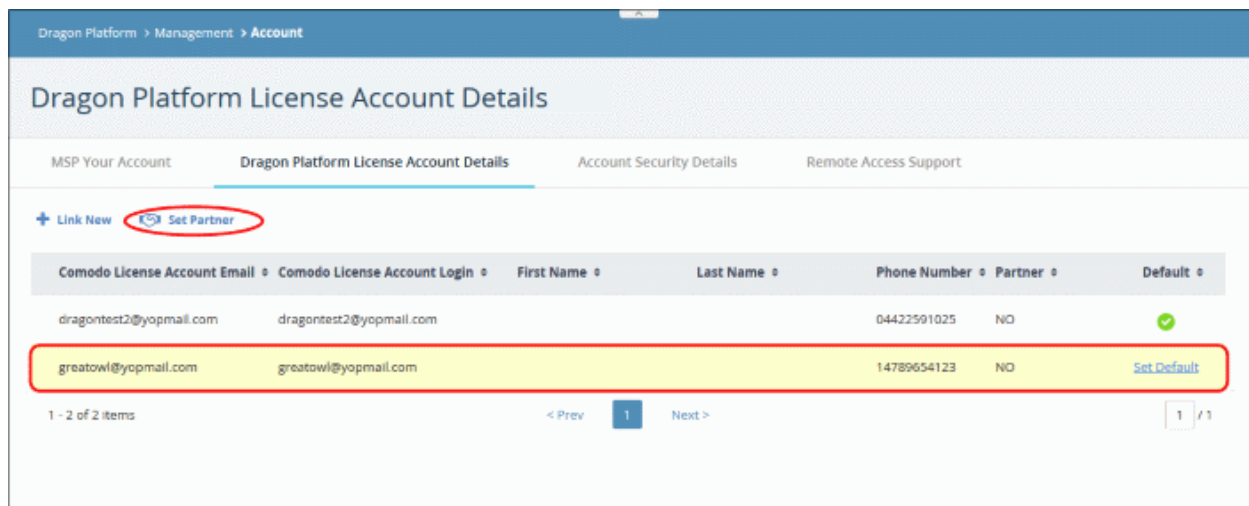 Dragon Platform > Management > Account
Dragon Platform License Account Details
MSP Your Account Dragon Platform License Account Details Account Security Details Remote Access Support
+ Link New Set Partner
Comodo License Account Email Comodo License Account Login First Name Last Name Phone Number Partner Default
dragontest2@yopmail.com dragontest2@yopmail.com 04422591025 NO
greatowl@yopmail.com greatowl@yopmail.com 14789654123 NO Set Default
1 - 2 of 2 items < Prev 1 Next > 1 / 1